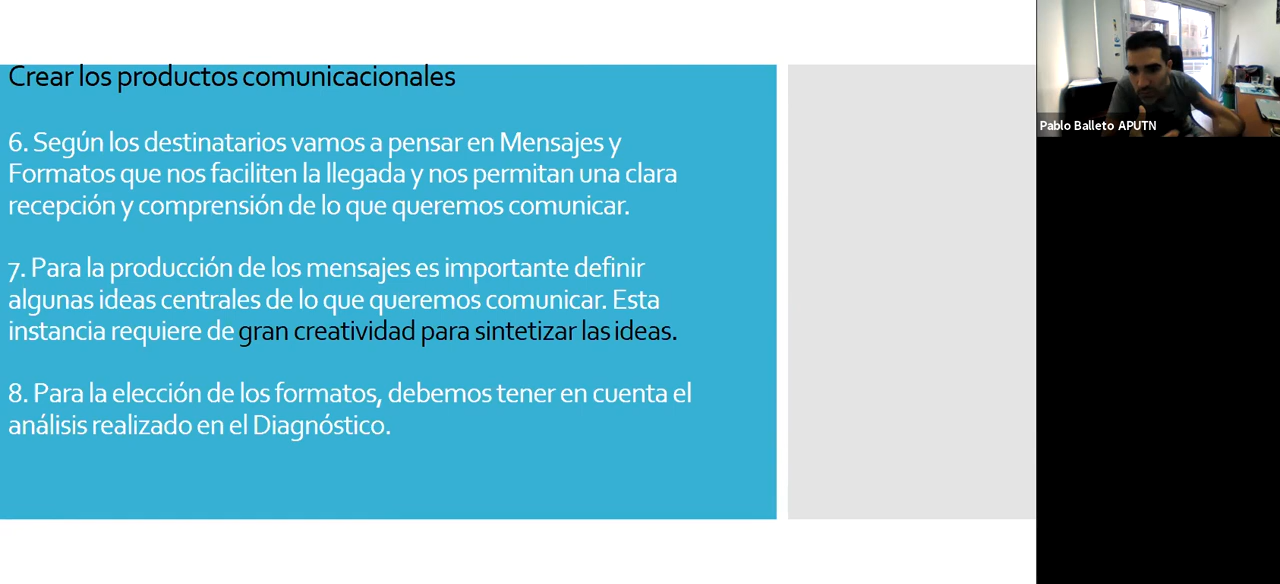 Crear los productos comunicacionales
6. Según los destinatarios vamos a pensar en Mensajes y
Formatos que nos faciliten la llegada y nos permitan una clara
recepción y comprensión de lo que queremos comunicar.
7. Para la producción de los mensajes es importante definir
algunas ideas centrales de lo que queremos comunicar. Esta
instancia requiere de gran creatividad para sintetizar las ideas.
8. Para la elección de los formatos, debemos tener en cuenta el
análisis realizado en el Diagnóstico.
Pablo Balleto APUTN